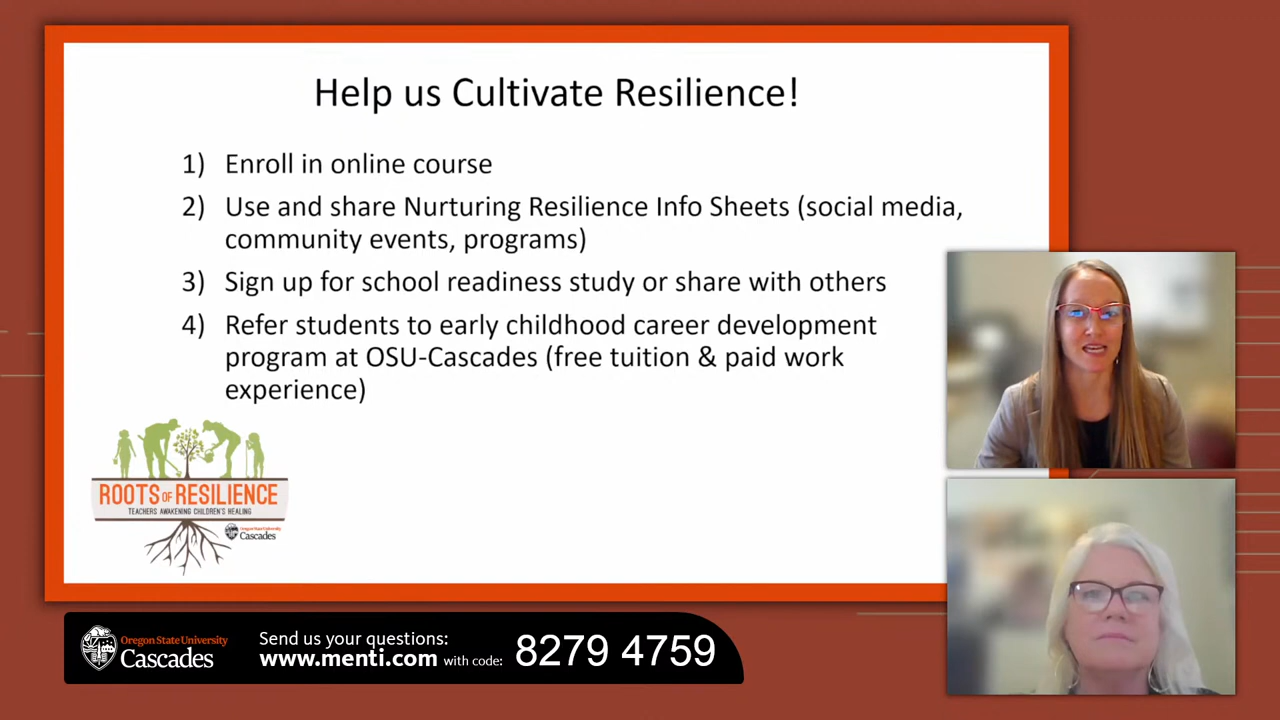 Help us Cultivate Resilience!
1) Enroll in online course
2) Use and share Nurturing Resilience Info Sheets (social media,
community events, programs)
3) Sign up for school readiness study or share with others
4) Refer students to early childhood career development
program at OSU-Cascades (free tuition & paid work
experience)
ROOTS OF RESILIENCE
TEACHERS AWAKENING CHILDREN'S HEALING
Oregon State University
Cascades
Oregon State University
Cascades
Send us your questions:
www.menti.com with code:
8279 4759